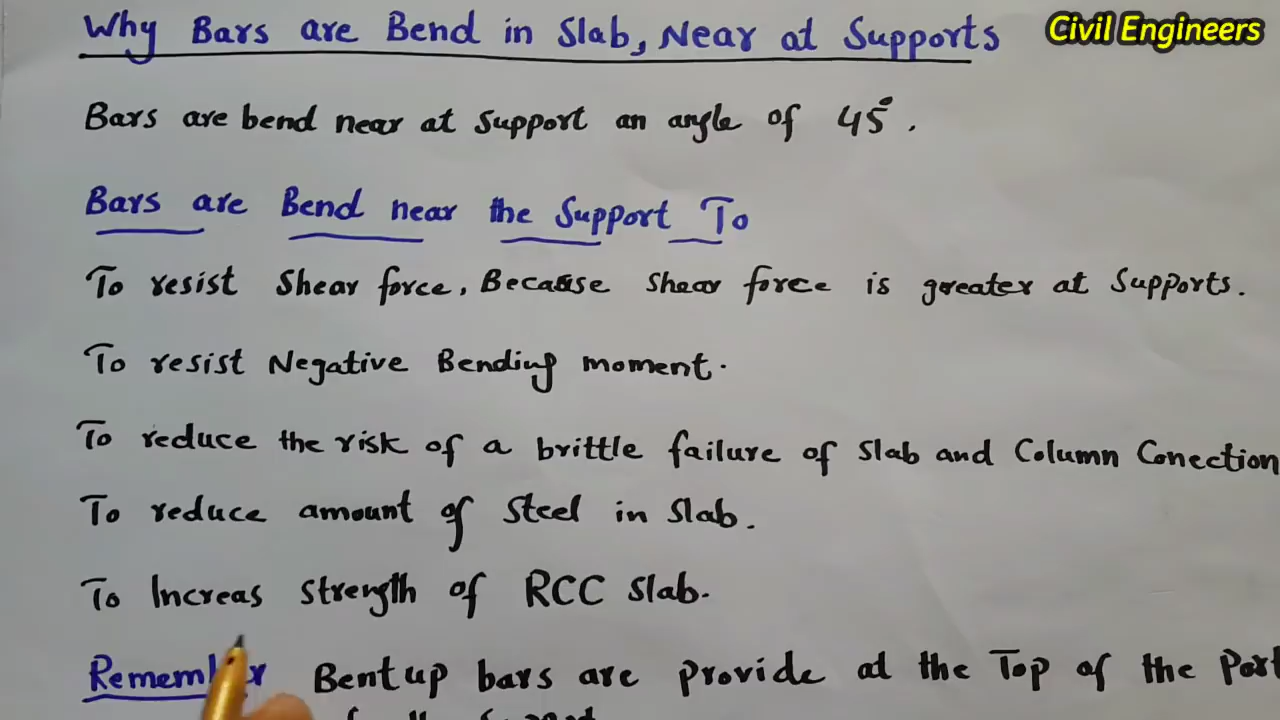 Why Bars are Bend in Slab, Near at Supports
Civil Engineers
Bars are bend near at support an angle of 45°.
Bars are Bend near the Support To
To resist Shear force, Because shear force is greater at Supports.
To resist Negative Bending moment.
To reduce the risk of a brittle failure of slab and Column Conection
To reduce amount of Steel in slab.
To Increas strength of RCC slab.
Bentup bars are provide at the Top of the